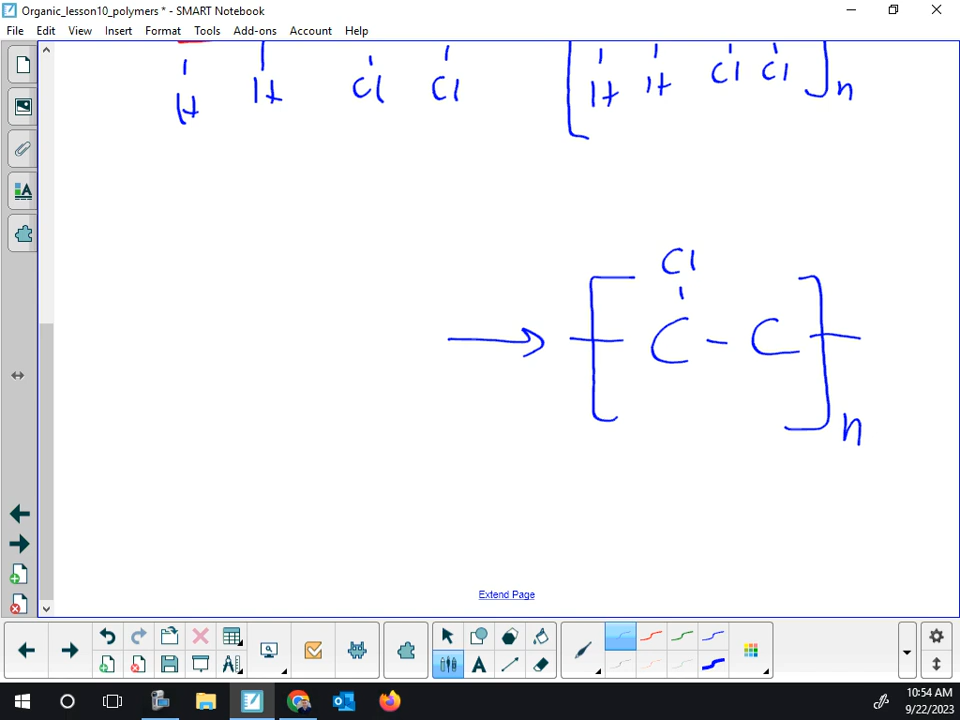 Organic_lesson10_polymers * - SMART Notebook
File Edit View Insert Format Tools Add-ons Account Help
H H Cl Cl H H Cl Cl n
Cl
C - C
n
Extend Page
A
10:54 AM
9/22/2023